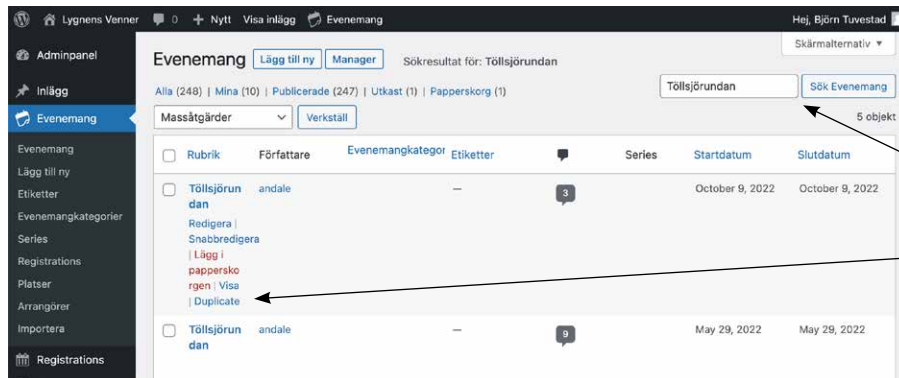 Lygnens Venner 0 + Nytt Visa inlägg Evenemang Hej, Björn Tuvestad
Skärmalternativ ▼
Adminpanel
Inlägg
Evenemang
Evenemang
Lägg till ny
Etiketter
Evenemangkategorier
Series
Registrations
Platser
Arrangörer
Importera
Registrations
Evenemang Lägg till ny Manager Sökresultat för: Töllsjörundan
Alla (248) | Mina (10) | Publicerade (247) | Utkast (1) | Papperskorg (1)
Töllsjörundan Sök Evenemang
Massåtgärder Verkställ 5 objekt
Rubrik Författare Evenemangkategor Etiketter Series Startdatum Slutdatum
Töllsjörun andale — 3 October 9, 2022 October 9, 2022
dan
Redigera |
Snabbredigera
| Lägg i
pappersko
rgen | Visa
| Duplicate
Töllsjörun andale — 9 May 29, 2022 May 29, 2022
dan